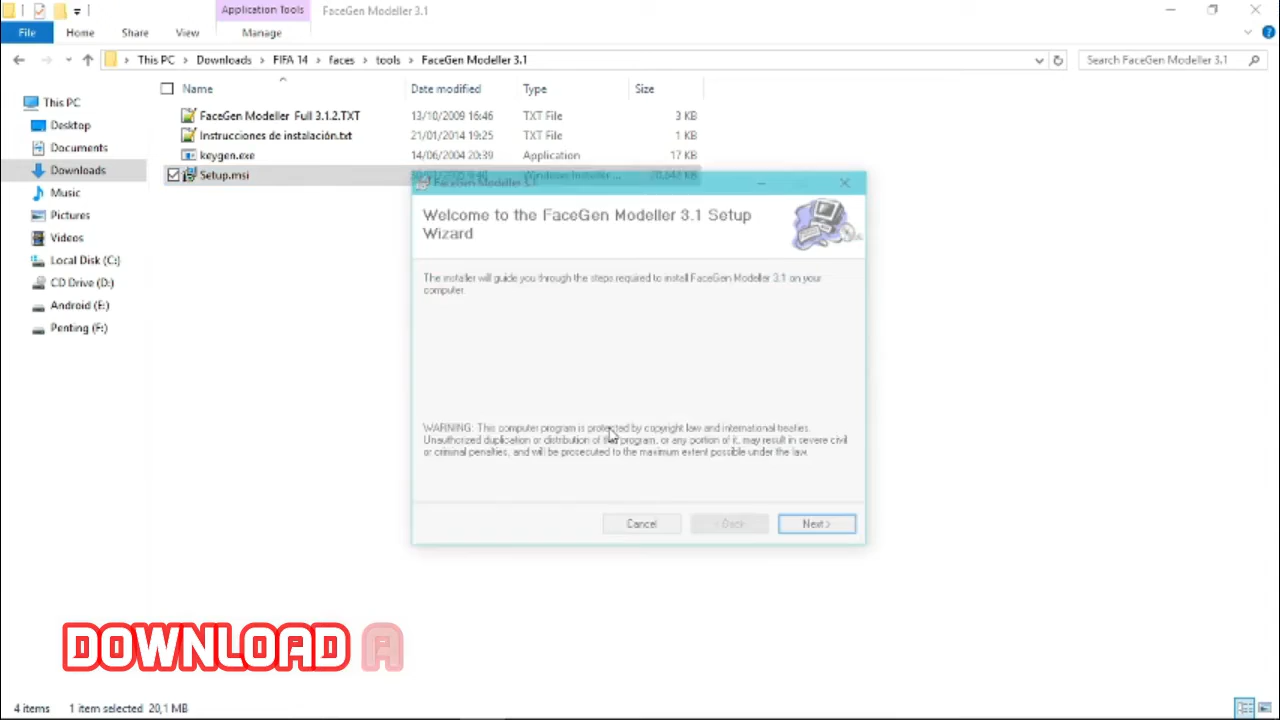 Application Tools
FaceGen Modeller 3.1
File
Home
Share
View
Manage
This PC
Downloads
FIFA 14
faces
tools
FaceGen Modeller 3.1
Search FaceGen Modeller 3.1
Name
Date modified
Type
Size
This PC
Desktop
Documents
Downloads
Music
Pictures
Videos
Local Disk (C:)
CD Drive (D:)
Android (E:)
Penting (F:)
FaceGen Modeller Full 3.1.2.TXT
13/10/2009 16:46
TXT File
3 KB
Instrucciones de instalación.txt
21/01/2014 19:25
TXT File
1 KB
keygen.exe
14/06/2004 20:39
Application
17 KB
Setup.msi
Windows Installer ...
FaceGen Modeller 3.1
Welcome to the FaceGen Modeller 3.1 Setup
Wizard
The installer will guide you through the steps required to install FaceGen Modeller 3.1 on your
computer.
WARNING: This computer program is protected by copyright law and international treaties.
Unauthorized duplication or distribution of this program, or any portion of it, may result in severe civil
or criminal penalties, and will be prosecuted to the maximum extent possible under the law.
Cancel
< Back
Next >
DOWNLOAD A
4 items
1 item selected 20,1 MB